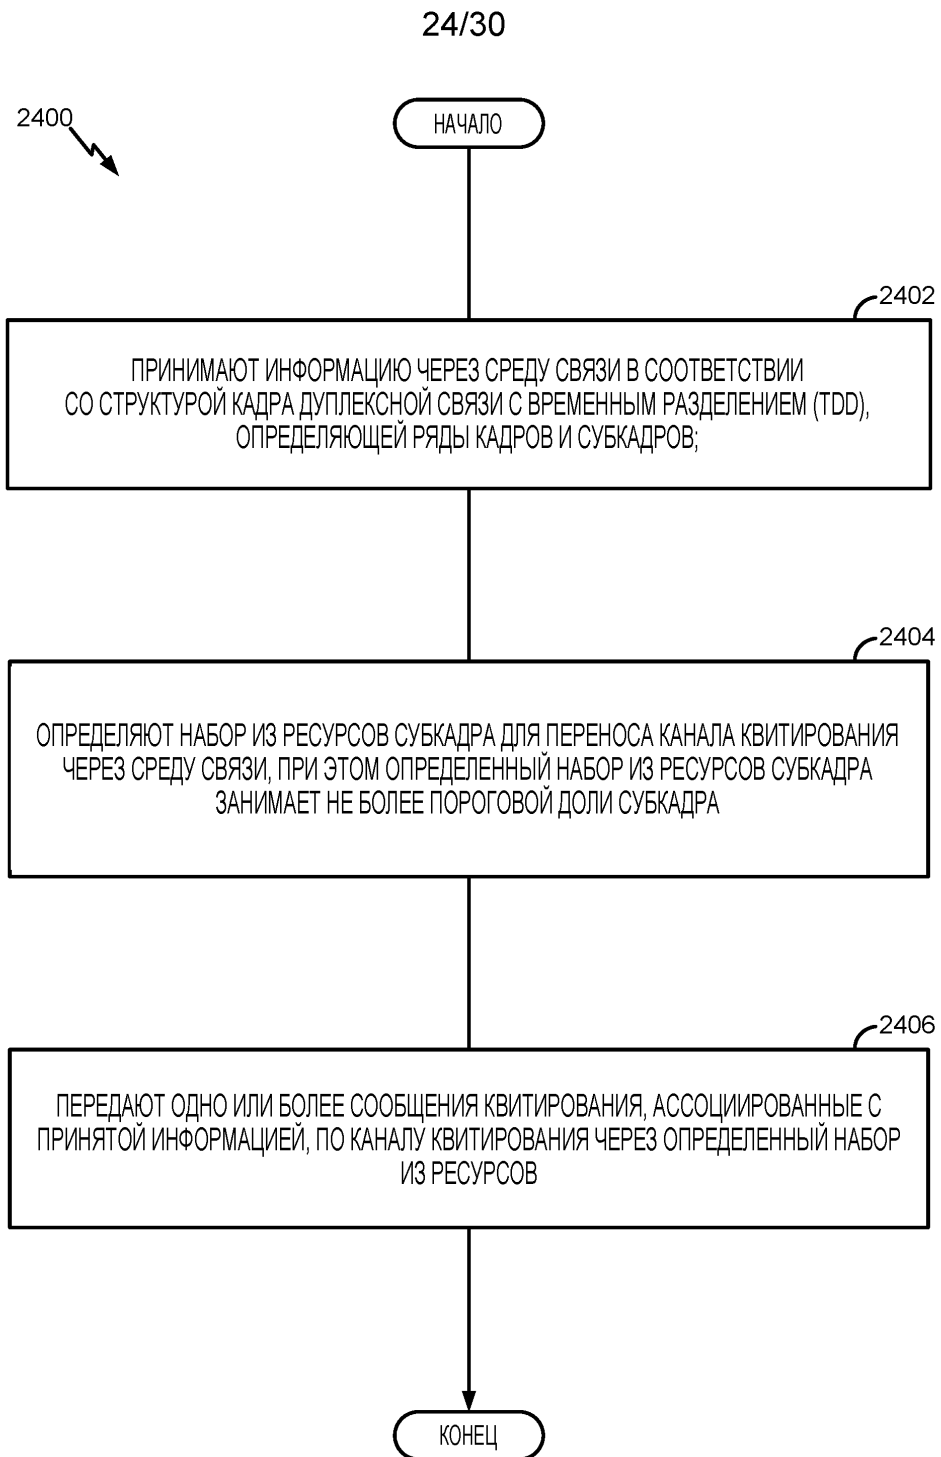 24/30
2400
НАЧАЛО
2402
ПРИНИМАЮТ ИНФОРМАЦИЮ ЧЕРЕЗ СРЕДУ СВЯЗИ В СООТВЕТСТВИИ
СО СТРУКТУРОЙ КАДРА ДУПЛЕКСНОЙ СВЯЗИ С ВРЕМЕННЫМ РАЗДЕЛЕНИЕМ (TDD),
ОПРЕДЕЛЯЮЩЕЙ РЯДЫ КАДРОВ И СУБКАДРОВ;
2404
ОПРЕДЕЛЯЮТ НАБОР ИЗ РЕСУРСОВ СУБКАДРА ДЛЯ ПЕРЕНОСА КАНАЛА КВИТИРОВАНИЯ
ЧЕРЕЗ СРЕДУ СВЯЗИ, ПРИ ЭТОМ ОПРЕДЕЛЕННЫЙ НАБОР ИЗ РЕСУРСОВ СУБКАДРА
ЗАНИМАЕТ НЕ БОЛЕЕ ПОРОГОВОЙ ДОЛИ СУБКАДРА
2406
ПЕРЕДАЮТ ОДНО ИЛИ БОЛЕЕ СООБЩЕНИЯ КВИТИРОВАНИЯ, АССОЦИИРОВАННЫЕ С
ПРИНЯТОЙ ИНФОРМАЦИЕЙ, ПО КАНАЛУ КВИТИРОВАНИЯ ЧЕРЕЗ ОПРЕДЕЛЕННЫЙ НАБОР
ИЗ РЕСУРСОВ
КОНЕЦ